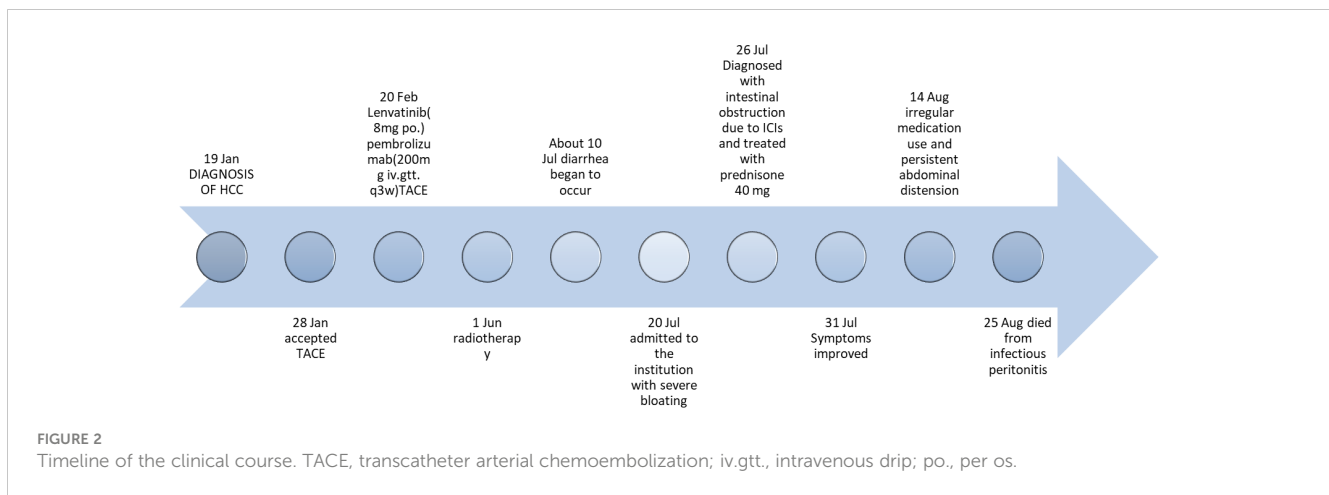 19 Jan
DIAGNOSIS
OF HCC
28 Jan
accepted
TACE
20 Feb
Lenvatinib(
8mg po.)
pembrolizu
mab(200m
g iv.gtt.
q3w)TACE
1 Jun
radiotherap
y
About 10
Jul diarrhea
began to
occur
20 Jul
admitted to
the
institution
with severe
bloating
26 Jul
Diagnosed
with
intestinal
obstruction
due to ICIs
and treated
with
prednisone
40 mg
31 Jul
Symptoms
improved
14 Aug
irregular
medication
use and
persistent
abdominal
distension
25 Aug died
from
infectious
peritonitis
FIGURE 2
Timeline of the clinical course. TACE, transcatheter arterial chemoembolization; iv.gtt., intravenous drip; po., per os.